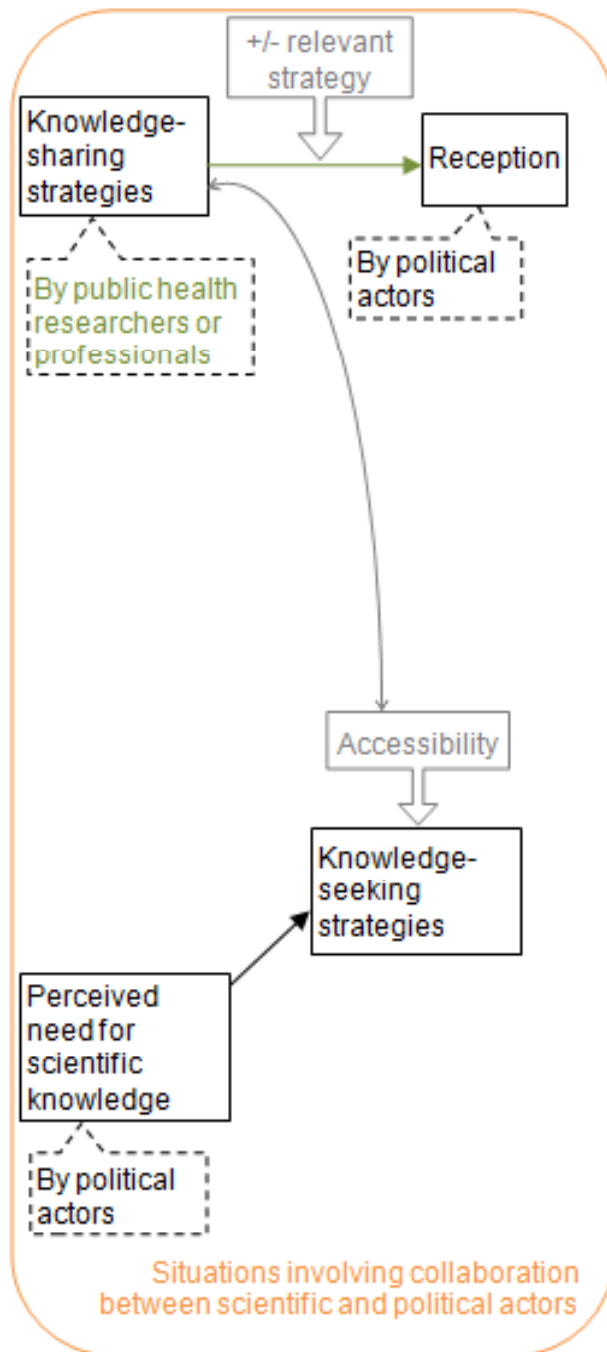 +/- relevant
strategy
Knowledge-
sharing
strategies
Reception
By public health
researchers or
professionals
By political
actors
Accessibility
Knowledge-
seeking
strategies
Perceived
need for
scientific
knowledge
By political
actors
Situations involving collaboration
between scientific and political actors